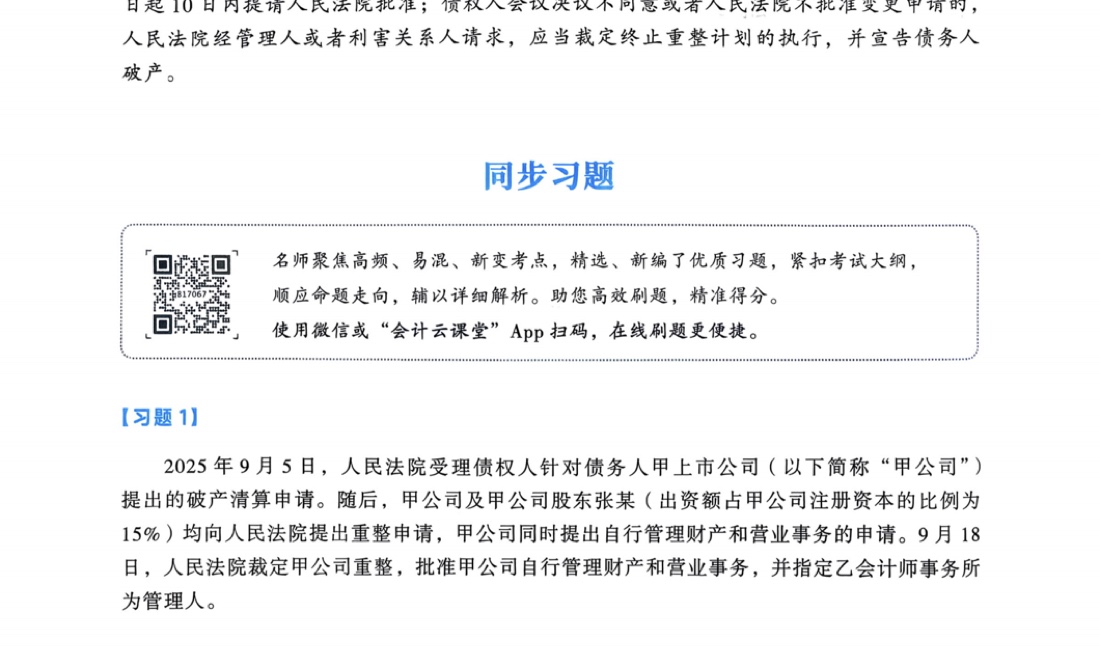 日起 10 日内提请人民法院批准；债权人会议决议不同意或者人民法院不批准变更申请的，
人民法院经管理人或者利害关系人请求，应当裁定终止重整计划的执行，并宣告债务人
破产。
同步习题
817067
名师聚焦高频、易混、新变考点，精选、新编了优质习题，紧扣考试大纲，
顺应命题走向，辅以详细解析。助您高效刷题，精准得分。
使用微信或“会计云课堂”App 扫码，在线刷题更便捷。
【习题 1】
2025 年 9 月 5 日，人民法院受理债权人针对债务人甲上市公司（以下简称“甲公司”）
提出的破产清算申请。随后，甲公司及甲公司股东张某（出资额占甲公司注册资本的比例为
15%）均向人民法院提出重整申请，甲公司同时提出自行管理财产和营业事务的申请。9 月 18
日，人民法院裁定甲公司重整，批准甲公司自行管理财产和营业事务，并指定乙会计师事务所
为管理人。